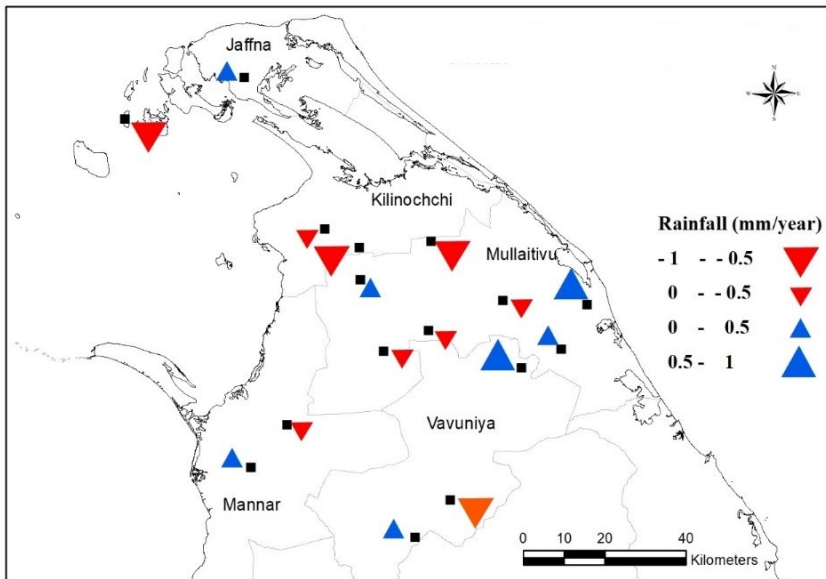 Jaffna
N
W E
S
Kilinochchi
Rainfall (mm/year)
Mullaitivu
- 1 - - 0.5
0 - - 0.5
0 - 0.5
0.5 - 1
Vavuniya
Mannar
0 10 20 40
Kilometers